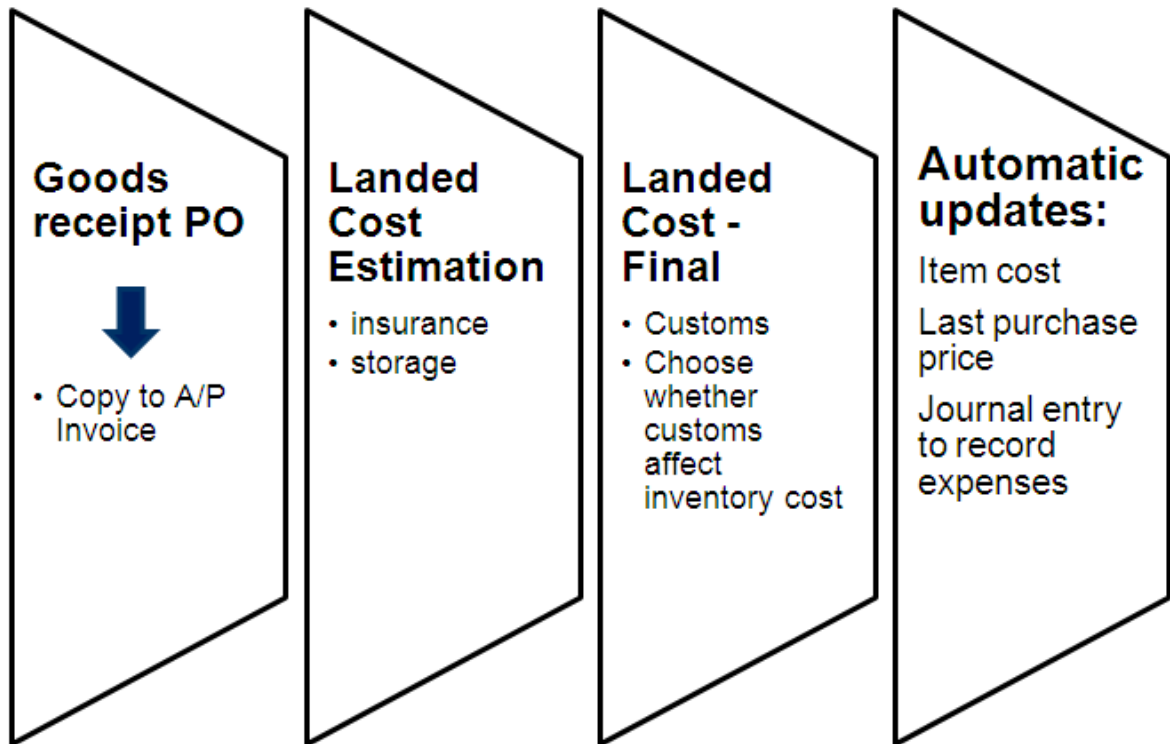 Goods
receipt PO
• Copy to A/P
Invoice
Landed
Cost
Estimation
• insurance
• storage
Landed
Cost -
Final
• Customs
• Choose
whether
customs
affect
inventory cost
Automatic
updates:
Item cost
Last purchase
price
Journal entry
to record
expenses